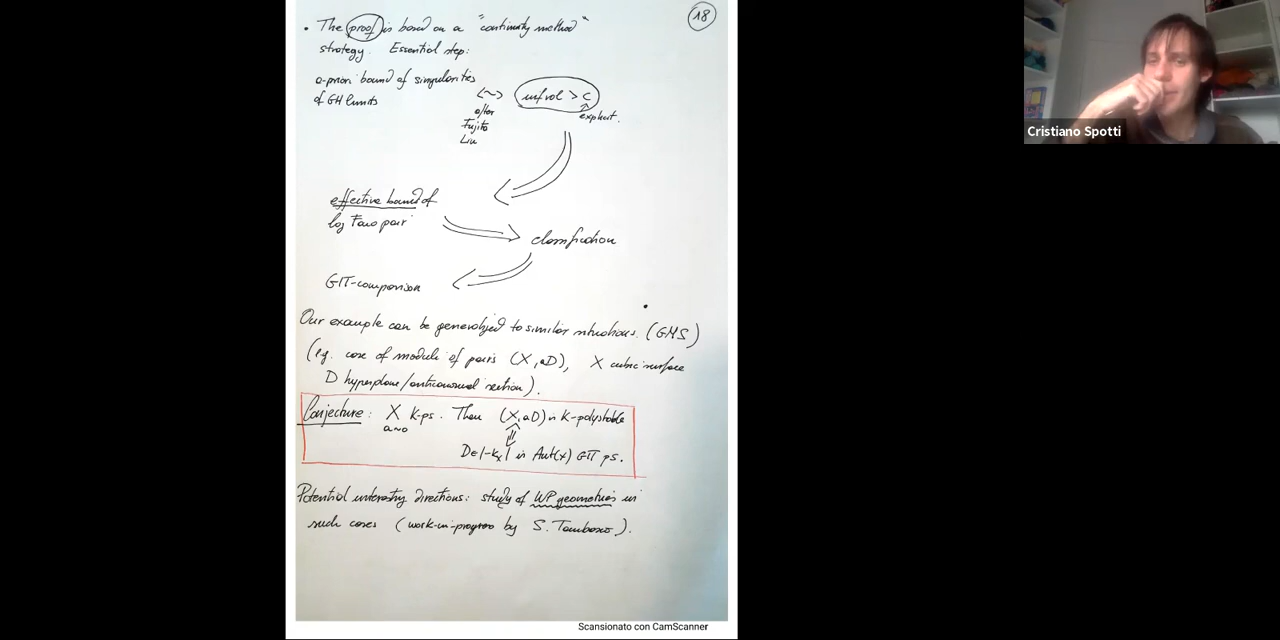 18
• The proof is based on a "continuity method"
strategy. Essential step:
a-priori bound of singularities
of GH limits
<~>
after
Fujita
Liu
infvol > C
explicit.
effective bound of
log Fano pair
classification
GIT-comparison
Our example can be generalized to similar situations. (GMS)
(e.g. case of moduli of pairs (X, aD), X cubic surface
D hyperplane/anticanonical section).
Conjecture: X K-ps. Then (X, aD) is K-polystable
a~0
D∈|-Kx| is Aut(X) GIT ps.
Potential interesting directions: study of WP geometries in
such cases (work-in-progress by S.
Scansionato con CamScanner
Cristiano Spotti